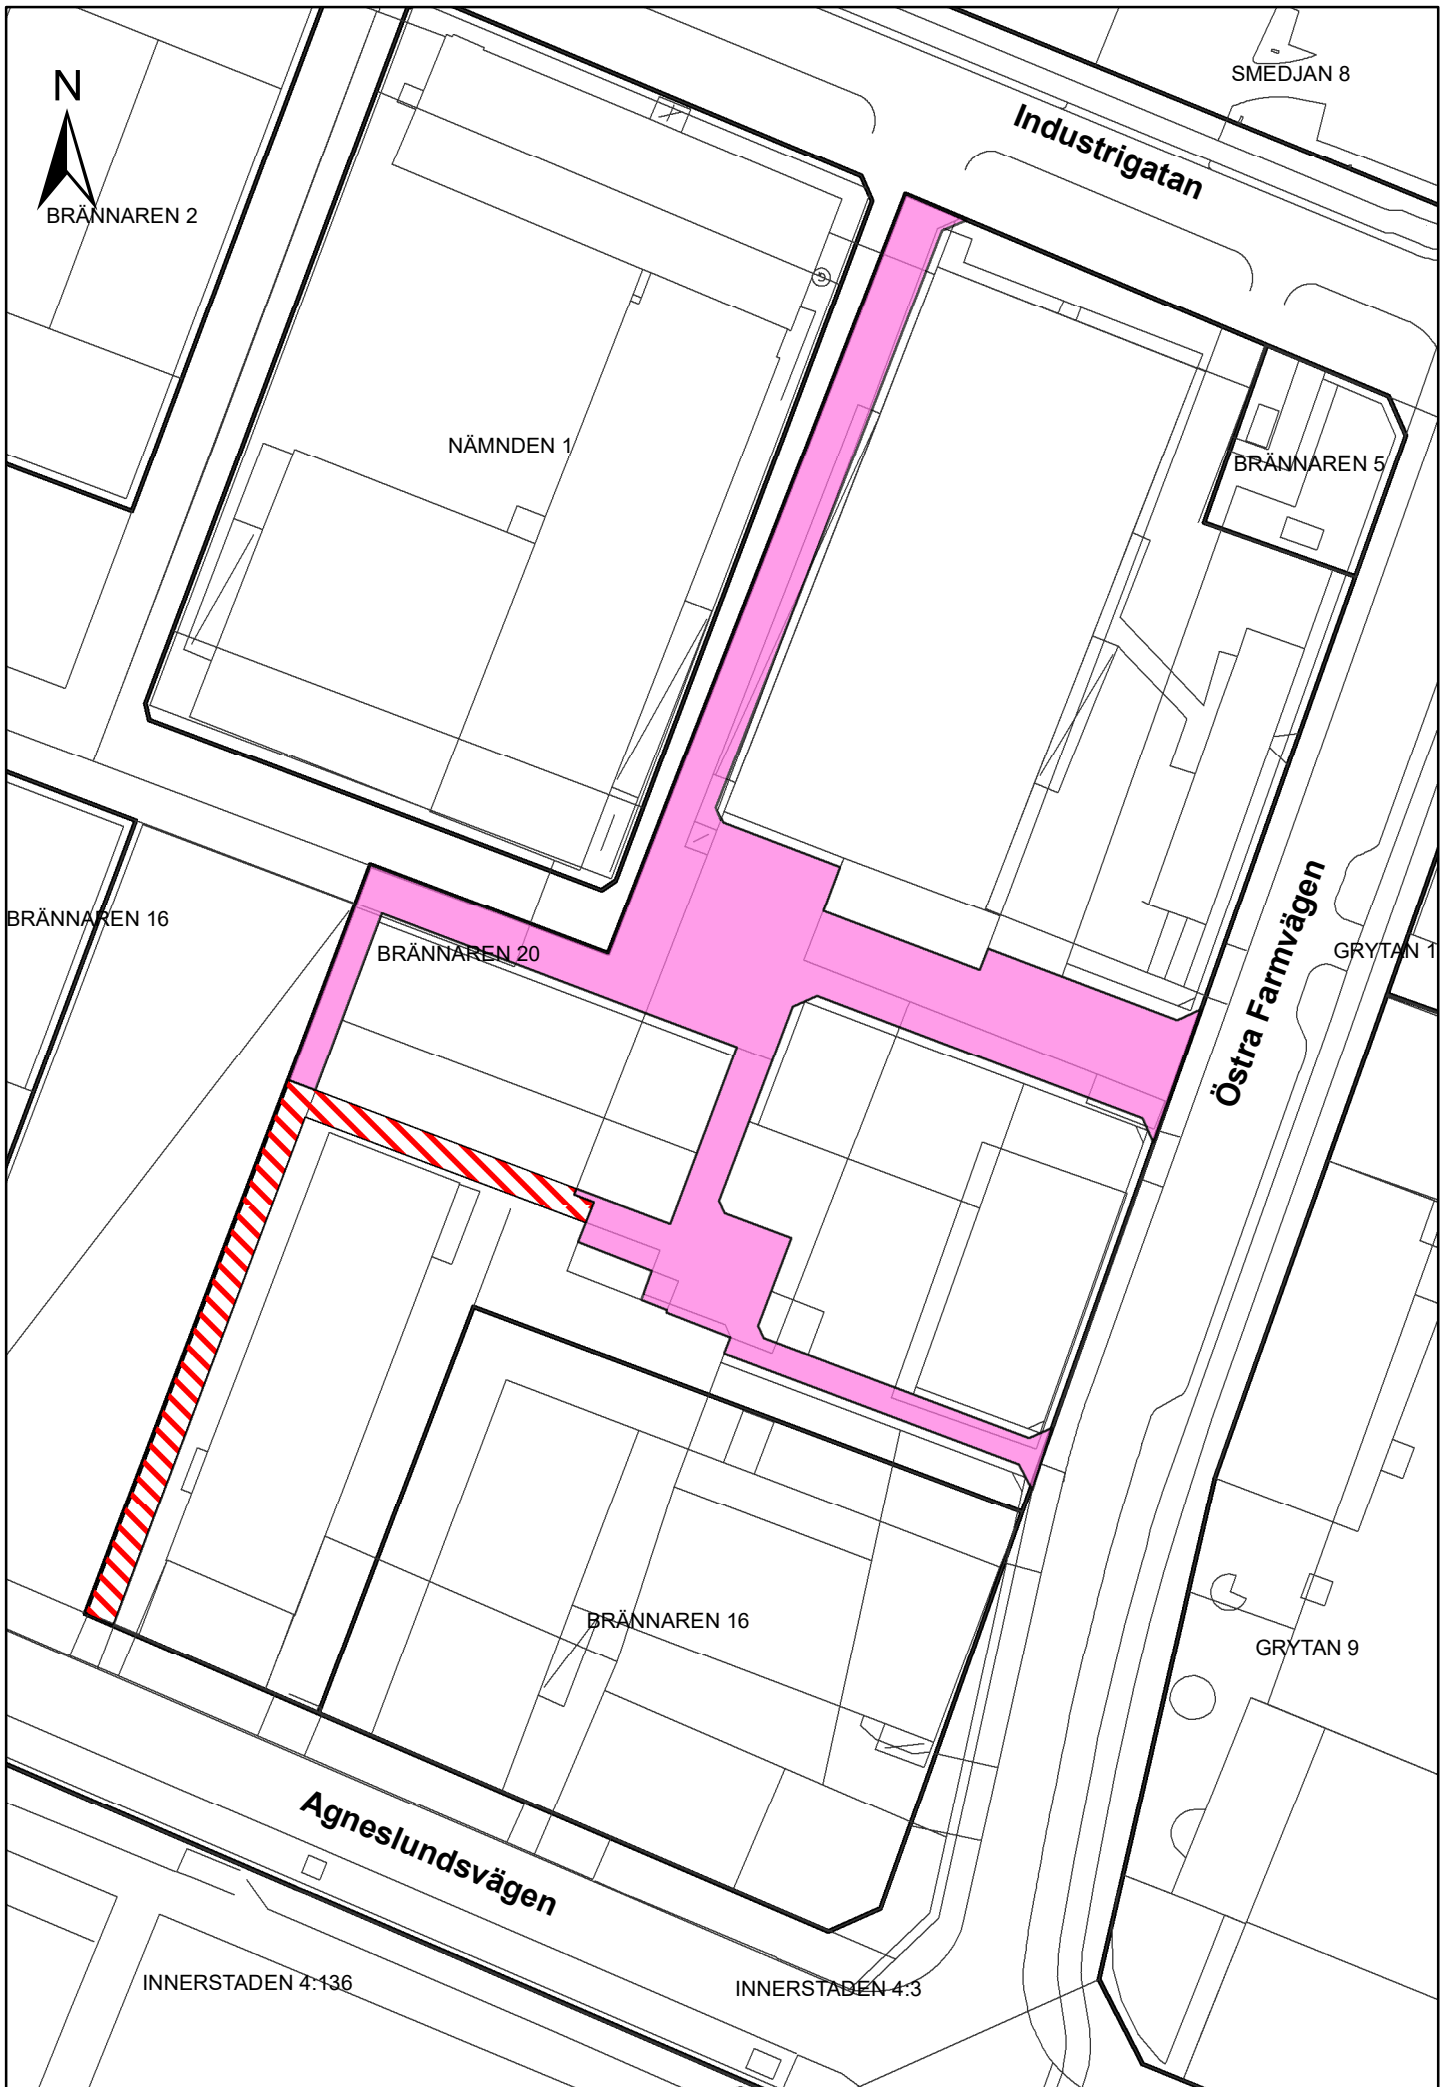 SMEDJAN 8
N
Industrigatan
BRÄNNAREN 2
NÄMNDEN 1
BRÄNNAREN 5
BRÄNNAREN 16
BRÄNNAREN 20
Östra Farmvägen
GRYTAN 1
BRÄNNAREN 16
GRYTAN 9
Agneslundsvägen
INNERSTADEN 4:136
INNERSTADEN 4:3